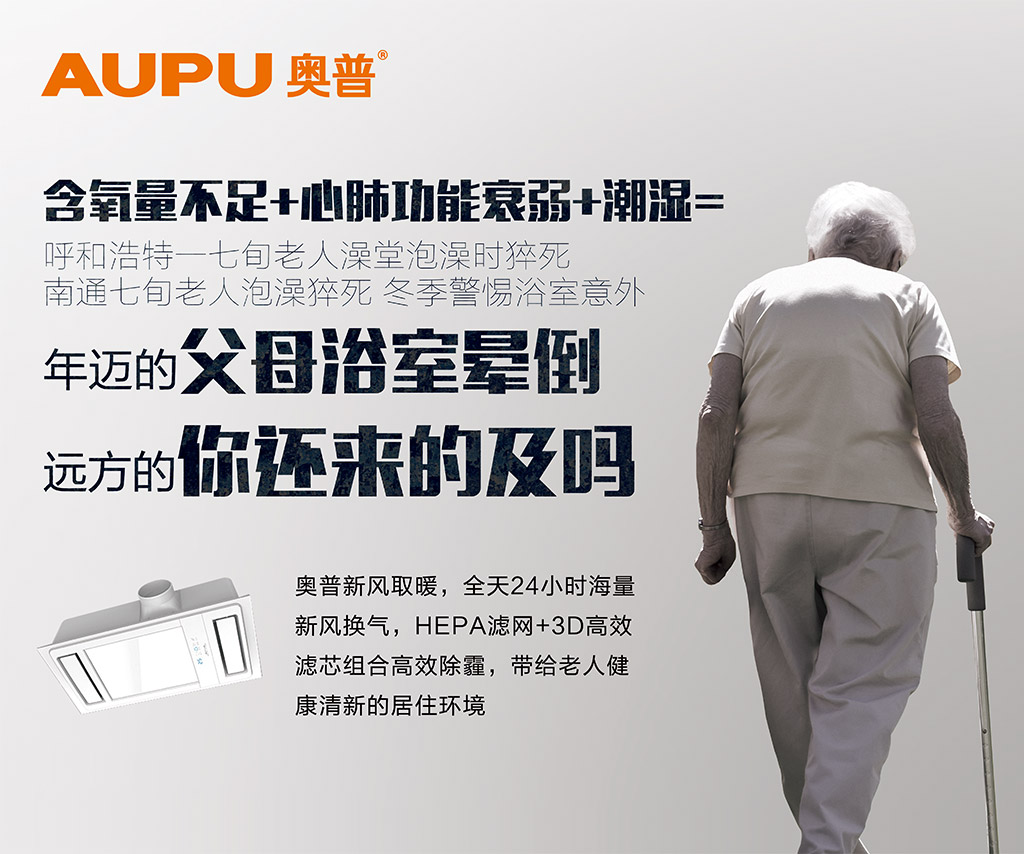 AUPU 奥普®
含氧量不足+心肺功能衰弱+潮湿=
呼和浩特一七旬老人澡堂泡澡时猝死
南通七旬老人泡澡猝死 冬季警惕浴室意外
年迈的父母浴室晕倒
远方的你还来的及吗
奥普新风取暖，全天24小时海量
新风换气，HEPA滤网+3D高效
滤芯组合高效除霾，带给老人健
康清新的居住环境